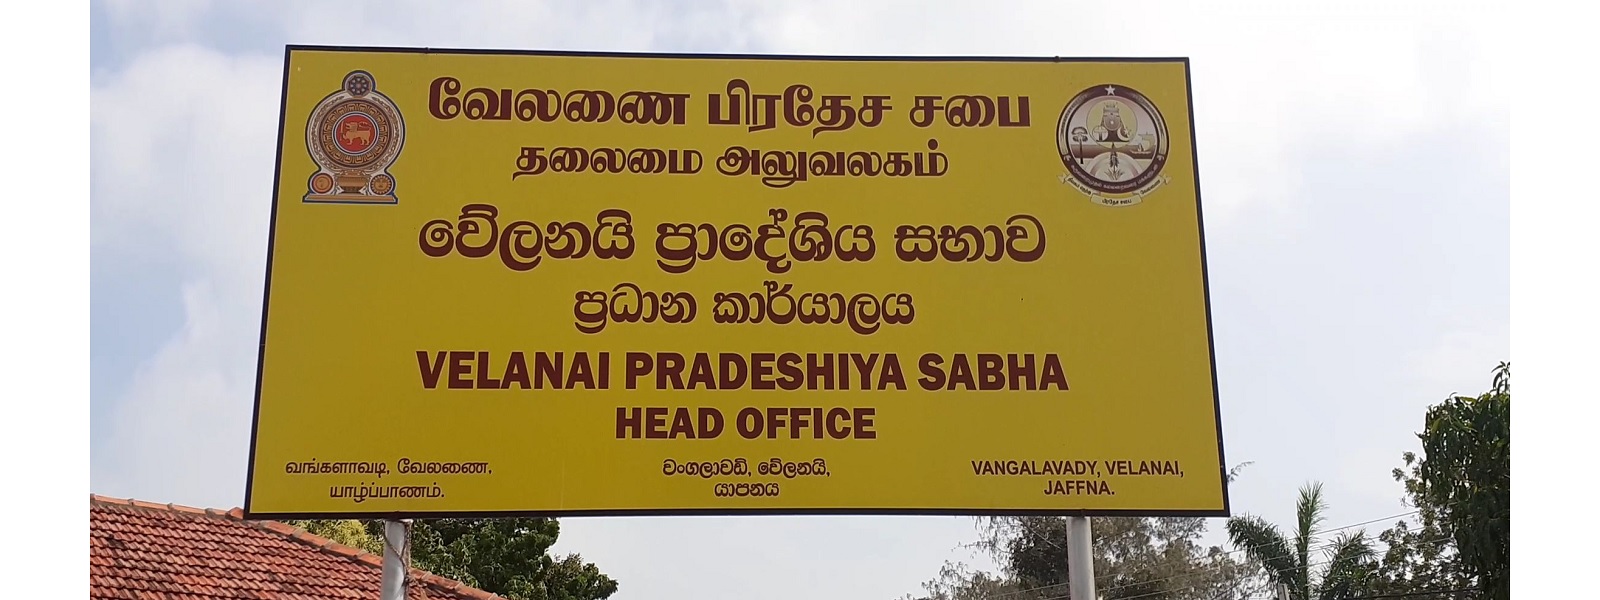 வேலணை பிரதேச சபை
தலைமை அலுவலகம்
වේලනයි ප්‍රාදේශිය සභාව
ප්‍රධාන කාර්යාලය
VELANAI PRADESHIYA SABHA
HEAD OFFICE
வங்களாவடி, வேலணை,
யாழ்ப்பாணம்.
වංගලාවඩි, වේලනයි,
යාපනය
VANGALAVADY, VELANAI,
JAFFNA.